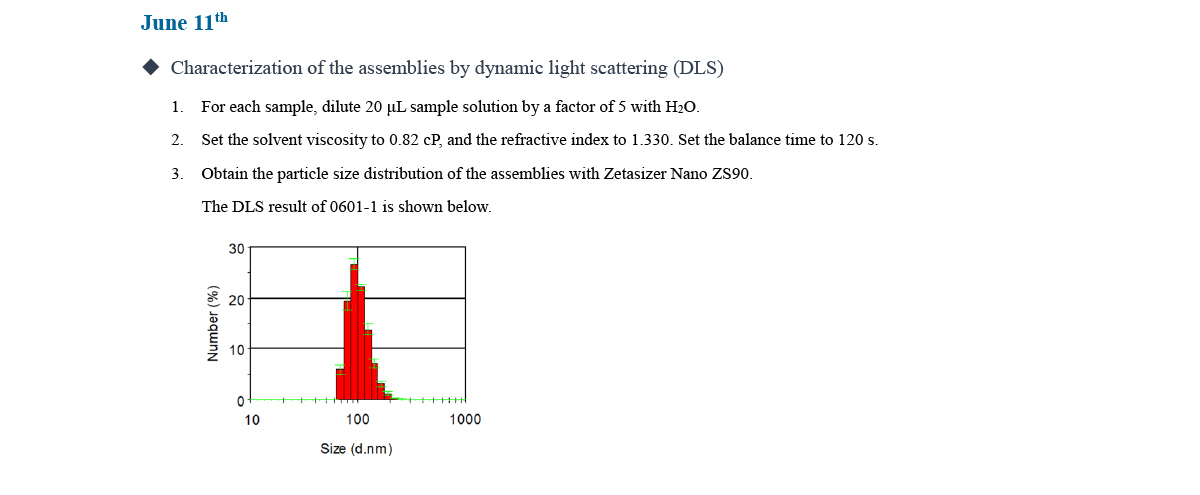 June 11th
◆ Characterization of the assemblies by dynamic light scattering (DLS)
1. For each sample, dilute 20 μL sample solution by a factor of 5 with H₂O.
2. Set the solvent viscosity to 0.82 cP, and the refractive index to 1.330. Set the balance time to 120 s.
3. Obtain the particle size distribution of the assemblies with Zetasizer Nano ZS90.
The DLS result of 0601-1 is shown below.
30
20
10
0
Number (%)
10 100 1000
Size (d.nm)